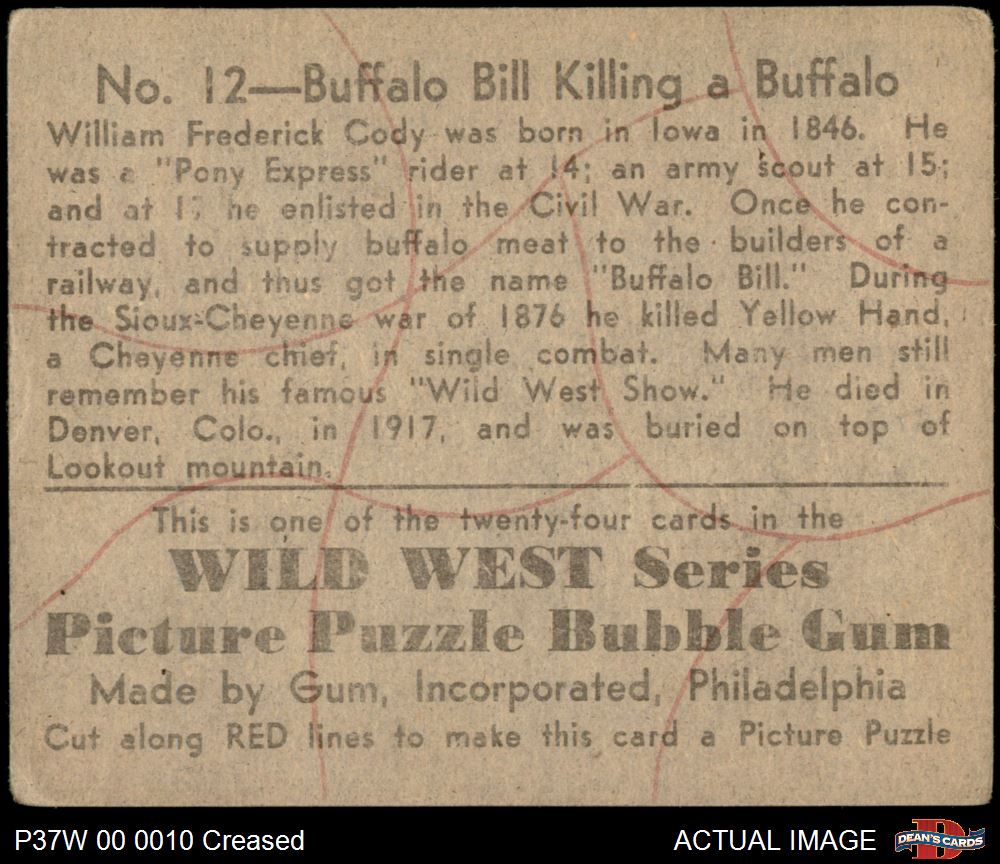 No. 12—Buffalo Bill Killing a Buffalo
William Frederick Cody was born in Iowa in 1846. He
was a "Pony Express" rider at 14; an army scout at 15;
and at he enlisted in the Civil War. Once he con-
tracted to supply buffalo meat to the builders of a
railway, and thus got the name "Buffalo Bill." During
the Sioux-Cheyenne war of 1876 he killed Yellow Hand,
a Cheyenne chief, in single combat. Many men still
remember his famous "Wild West Show." He died in
Denver, Colo., in 1917, and was buried on top of
Lookout mountain.
This is one of the twenty-four cards in the
WILD WEST Series
Picture Puzzle Bubble Gum
Made by Gum, Incorporated, Philadelphia
Cut along RED lines to make this card a Picture Puzzle
P37W 00 0010 Creased
ACTUAL IMAGE
D
DEAN'S CARDS